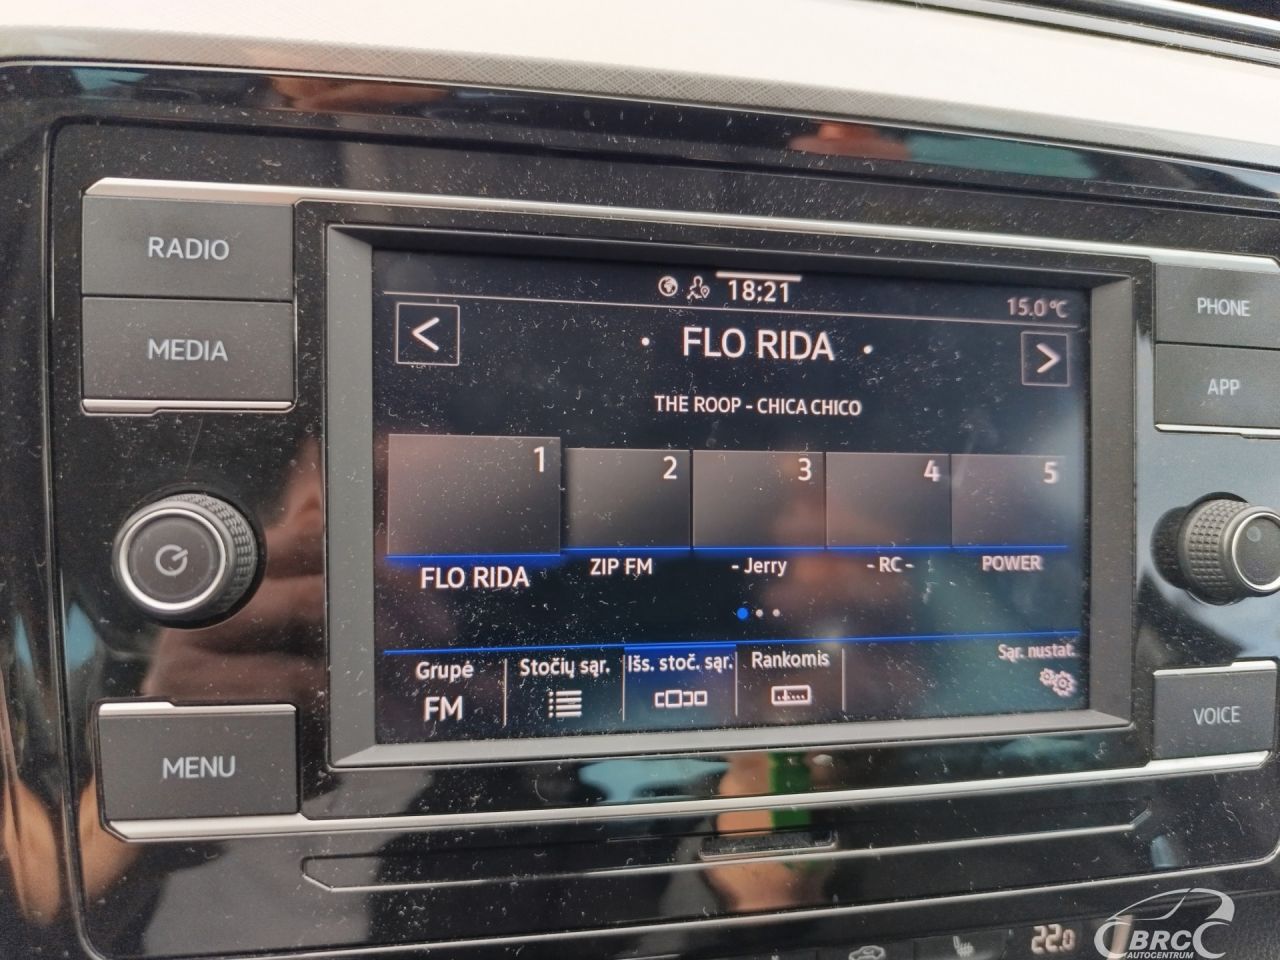 RADIO
MEDIA
MENU
18:21
15.0 °C
< • FLO RIDA • >
THE ROOP - CHICA CHICO
1 2 3 4 5
FLO RIDA ZIP FM - Jerry - RC - POWER
Grupė Stočių sąr. Išs. stoč. sąr. Rankomis Sąr. nustat.
FM
PHONE
APP
VOICE
22.0
BRC
AUTOCENTRUM